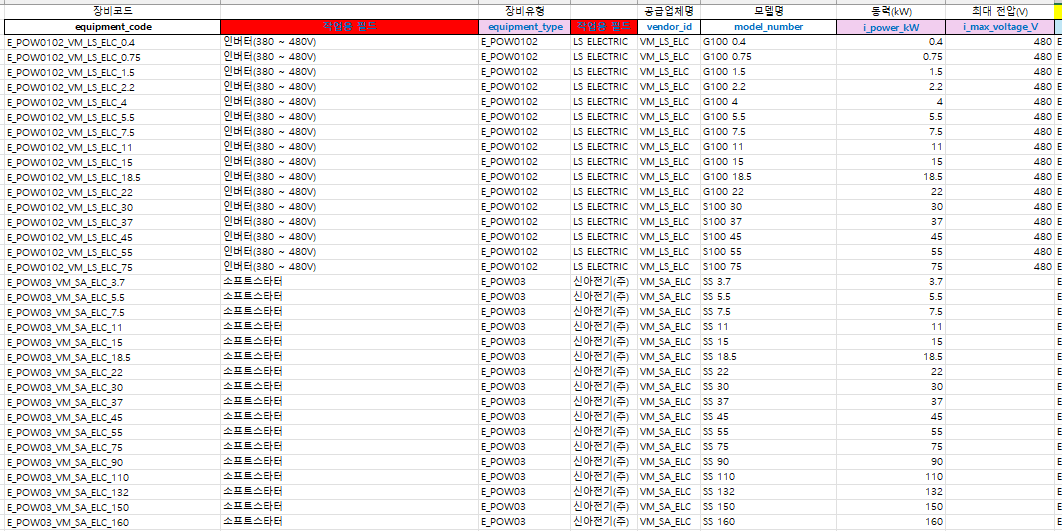 장비코드 장비유형 공급업체명 모델명 동력(kW) 최대 전압(V)
equipment_code 작업용 필드 equipment_type 작업용 필드 vendor_id model_number i_power_kW i_max_voltage_V
E_POW0102_VM_LS_ELC_0.4 인버터(380 ~ 480V) E_POW0102 LS ELECTRIC VM_LS_ELC G100 0.4 0.4 480 E
E_POW0102_VM_LS_ELC_0.75 인버터(380 ~ 480V) E_POW0102 LS ELECTRIC VM_LS_ELC G100 0.75 0.75 480 E
E_POW0102_VM_LS_ELC_1.5 인버터(380 ~ 480V) E_POW0102 LS ELECTRIC VM_LS_ELC G100 1.5 1.5 480 E
E_POW0102_VM_LS_ELC_2.2 인버터(380 ~ 480V) E_POW0102 LS ELECTRIC VM_LS_ELC G100 2.2 2.2 480 E
E_POW0102_VM_LS_ELC_4 인버터(380 ~ 480V) E_POW0102 LS ELECTRIC VM_LS_ELC G100 4 4 480 E
E_POW0102_VM_LS_ELC_5.5 인버터(380 ~ 480V) E_POW0102 LS ELECTRIC VM_LS_ELC G100 5.5 5.5 480 E
E_POW0102_VM_LS_ELC_7.5 인버터(380 ~ 480V) E_POW0102 LS ELECTRIC VM_LS_ELC G100 7.5 7.5 480 E
E_POW0102_VM_LS_ELC_11 인버터(380 ~ 480V) E_POW0102 LS ELECTRIC VM_LS_ELC G100 11 11 480 E
E_POW0102_VM_LS_ELC_15 인버터(380 ~ 480V) E_POW0102 LS ELECTRIC VM_LS_ELC G100 15 15 480 E
E_POW0102_VM_LS_ELC_18.5 인버터(380 ~ 480V) E_POW0102 LS ELECTRIC VM_LS_ELC G100 18.5 18.5 480 E
E_POW0102_VM_LS_ELC_22 인버터(380 ~ 480V) E_POW0102 LS ELECTRIC VM_LS_ELC G100 22 22 480 E
E_POW0102_VM_LS_ELC_30 인버터(380 ~ 480V) E_POW0102 LS ELECTRIC VM_LS_ELC S100 30 30 480 E
E_POW0102_VM_LS_ELC_37 인버터(380 ~ 480V) E_POW0102 LS ELECTRIC VM_LS_ELC S100 37 37 480 E
E_POW0102_VM_LS_ELC_45 인버터(380 ~ 480V) E_POW0102 LS ELECTRIC VM_LS_ELC S100 45 45 480 E
E_POW0102_VM_LS_ELC_55 인버터(380 ~ 480V) E_POW0102 LS ELECTRIC VM_LS_ELC S100 55 55 480 E
E_POW0102_VM_LS_ELC_75 인버터(380 ~ 480V) E_POW0102 LS ELECTRIC VM_LS_ELC S100 75 75 480 E
E_POW03_VM_SA_ELC_3.7 소프트스타터 E_POW03 신아전기(주) VM_SA_ELC SS 3.7 3.7 E
E_POW03_VM_SA_ELC_5.5 소프트스타터 E_POW03 신아전기(주) VM_SA_ELC SS 5.5 5.5 E
E_POW03_VM_SA_ELC_7.5 소프트스타터 E_POW03 신아전기(주) VM_SA_ELC SS 7.5 7.5 E
E_POW03_VM_SA_ELC_11 소프트스타터 E_POW03 신아전기(주) VM_SA_ELC SS 11 11 E
E_POW03_VM_SA_ELC_15 소프트스타터 E_POW03 신아전기(주) VM_SA_ELC SS 15 15 E
E_POW03_VM_SA_ELC_18.5 소프트스타터 E_POW03 신아전기(주) VM_SA_ELC SS 18.5 18.5 E
E_POW03_VM_SA_ELC_22 소프트스타터 E_POW03 신아전기(주) VM_SA_ELC SS 22 22 E
E_POW03_VM_SA_ELC_30 소프트스타터 E_POW03 신아전기(주) VM_SA_ELC SS 30 30 E
E_POW03_VM_SA_ELC_37 소프트스타터 E_POW03 신아전기(주) VM_SA_ELC SS 37 37 E
E_POW03_VM_SA_ELC_45 소프트스타터 E_POW03 신아전기(주) VM_SA_ELC SS 45 45 E
E_POW03_VM_SA_ELC_55 소프트스타터 E_POW03 신아전기(주) VM_SA_ELC SS 55 55 E
E_POW03_VM_SA_ELC_75 소프트스타터 E_POW03 신아전기(주) VM_SA_ELC SS 75 75 E
E_POW03_VM_SA_ELC_90 소프트스타터 E_POW03 신아전기(주) VM_SA_ELC SS 90 90 E
E_POW03_VM_SA_ELC_110 소프트스타터 E_POW03 신아전기(주) VM_SA_ELC SS 110 110 E
E_POW03_VM_SA_ELC_132 소프트스타터 E_POW03 신아전기(주) VM_SA_ELC SS 132 132 E
E_POW03_VM_SA_ELC_150 소프트스타터 E_POW03 신아전기(주) VM_SA_ELC SS 150 150 E
E_POW03_VM_SA_ELC_160 소프트스타터 E_POW03 신아전기(주) VM_SA_ELC SS 160 160 E